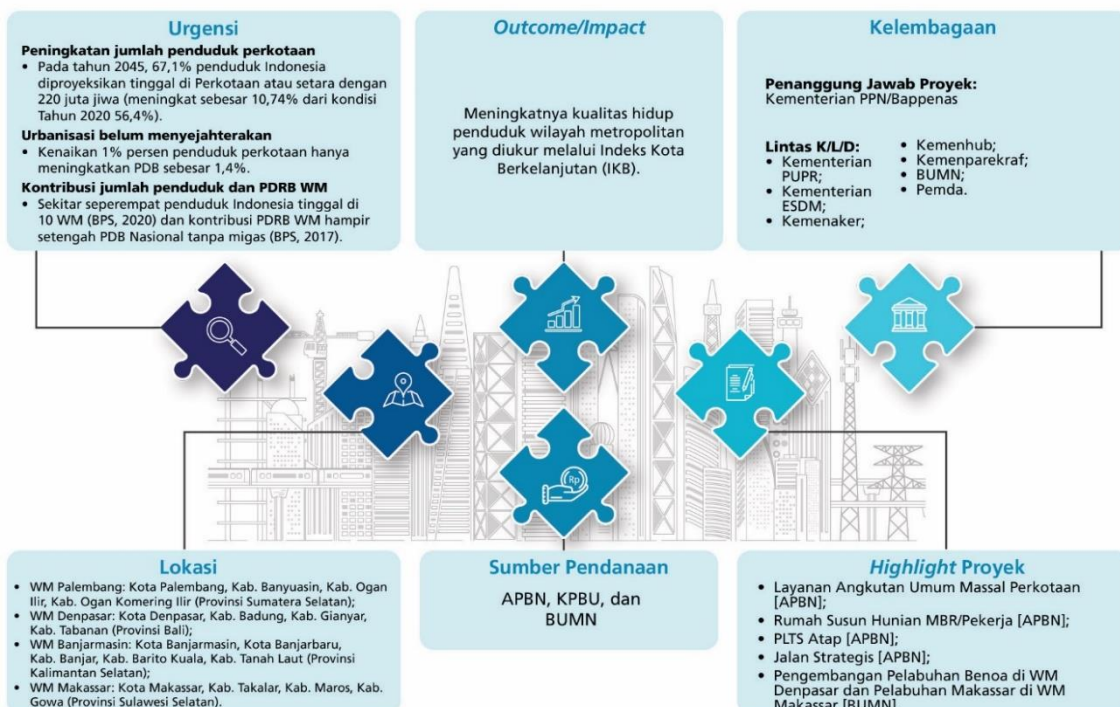 Urgensi
Peningkatan jumlah penduduk perkotaan
• Pada tahun 2045, 67,1% penduduk Indonesia
diproyeksikan tinggal di Perkotaan atau setara dengan
220 juta jiwa (meningkat sebesar 10,74% dari kondisi
Tahun 2020 56,4%).
Urbanisasi belum menyejahterakan
• Kenaikan 1% persen penduduk perkotaan hanya
meningkatkan PDB sebesar 1,4%.
Kontribusi jumlah penduduk dan PDRB WM
• Sekitar seperempat penduduk Indonesia tinggal di
10 WM (BPS, 2020) dan kontribusi PDRB WM hampir
setengah PDB Nasional tanpa migas (BPS, 2017).
Outcome/Impact
Meningkatnya kualitas hidup
penduduk wilayah metropolitan
yang diukur melalui Indeks Kota
Berkelanjutan (IKB).
Kelembagaan
Penanggung Jawab Proyek:
Kementerian PPN/Bappenas
Lintas K/L/D:
• Kementerian
PUPR;
• Kementerian
ESDM;
• Kemenaker;
• Kemenhub;
• Kemenparekraf;
• BUMN;
• Pemda.
Rp
Lokasi
• WM Palembang: Kota Palembang, Kab. Banyuasin, Kab. Ogan
Ilir, Kab. Ogan Komering Ilir (Provinsi Sumatera Selatan);
• WM Denpasar: Kota Denpasar, Kab. Badung, Kab. Gianyar,
Kab. Tabanan (Provinsi Bali);
• WM Banjarmasin: Kota Banjarmasin, Kota Banjarbaru,
Kab. Banjar, Kab. Barito Kuala, Kab. Tanah Laut (Provinsi
Kalimantan Selatan);
• WM Makassar: Kota Makassar, Kab. Takalar, Kab. Maros, Kab.
Gowa (Provinsi Sulawesi Selatan).
Sumber Pendanaan
APBN, KPBU, dan
BUMN
Highlight Proyek
• Layanan Angkutan Umum Massal Perkotaan
[APBN];
• Rumah Susun Hunian MBR/Pekerja [APBN];
• PLTS Atap [APBN];
• Jalan Strategis [APBN];
• Pengembangan Pelabuhan Benoa di WM
Denpasar dan Pelabuhan Makassar di WM
Makassar [BUMN]